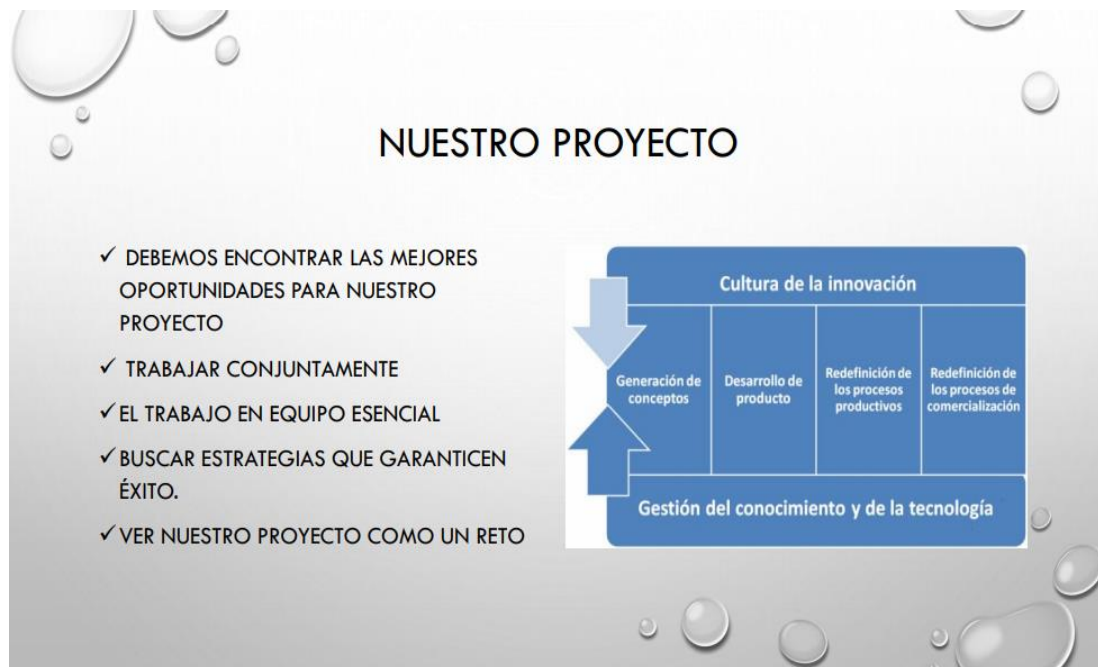 NUESTRO PROYECTO
✓ DEBEMOS ENCONTRAR LAS MEJORES
OPORTUNIDADES PARA NUESTRO
PROYECTO
✓ TRABAJAR CONJUNTAMENTE
✓ EL TRABAJO EN EQUIPO ESENCIAL
✓ BUSCAR ESTRATEGIAS QUE GARANTICEN
ÉXITO.
✓ VER NUESTRO PROYECTO COMO UN RETO
Cultura de la innovación
Generación de
conceptos
Desarrollo de
producto
Redefinición de
los procesos
productivos
Redefinición de
los procesos de
comercialización
Gestión del conocimiento y de la tecnología